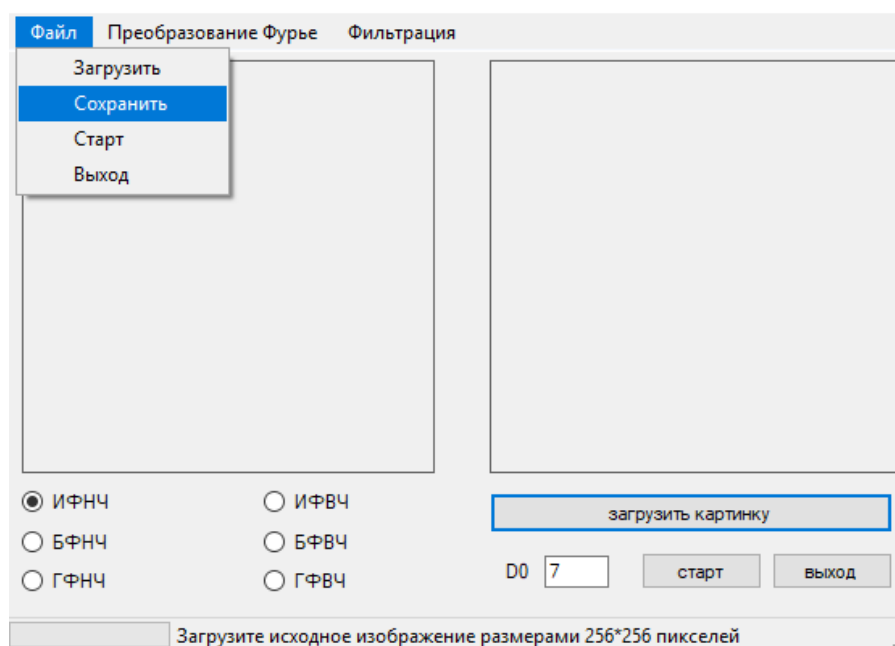 Файл Преобразование Фурье Фильтрация
Загрузить
Сохранить
Старт
Выход
ИФНЧ ИФВЧ
загрузить картинку
БФНЧ БФВЧ
D0 7 старт выход
ГФНЧ ГФВЧ
Загрузите исходное изображение размерами 256*256 пикселей